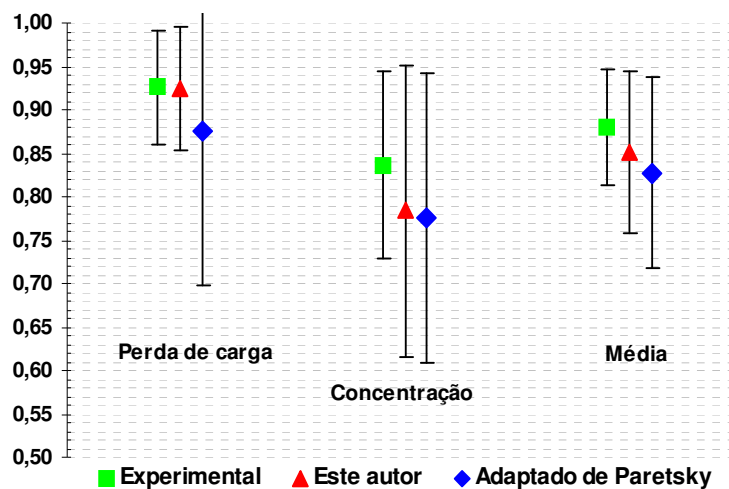 1,00
0,95
0,90
0,85
0,80
0,75
0,70
0,65
0,60
0,55
0,50
Perda de carga
Concentração
Média
Experimental Este autor Adaptado de Paretsky